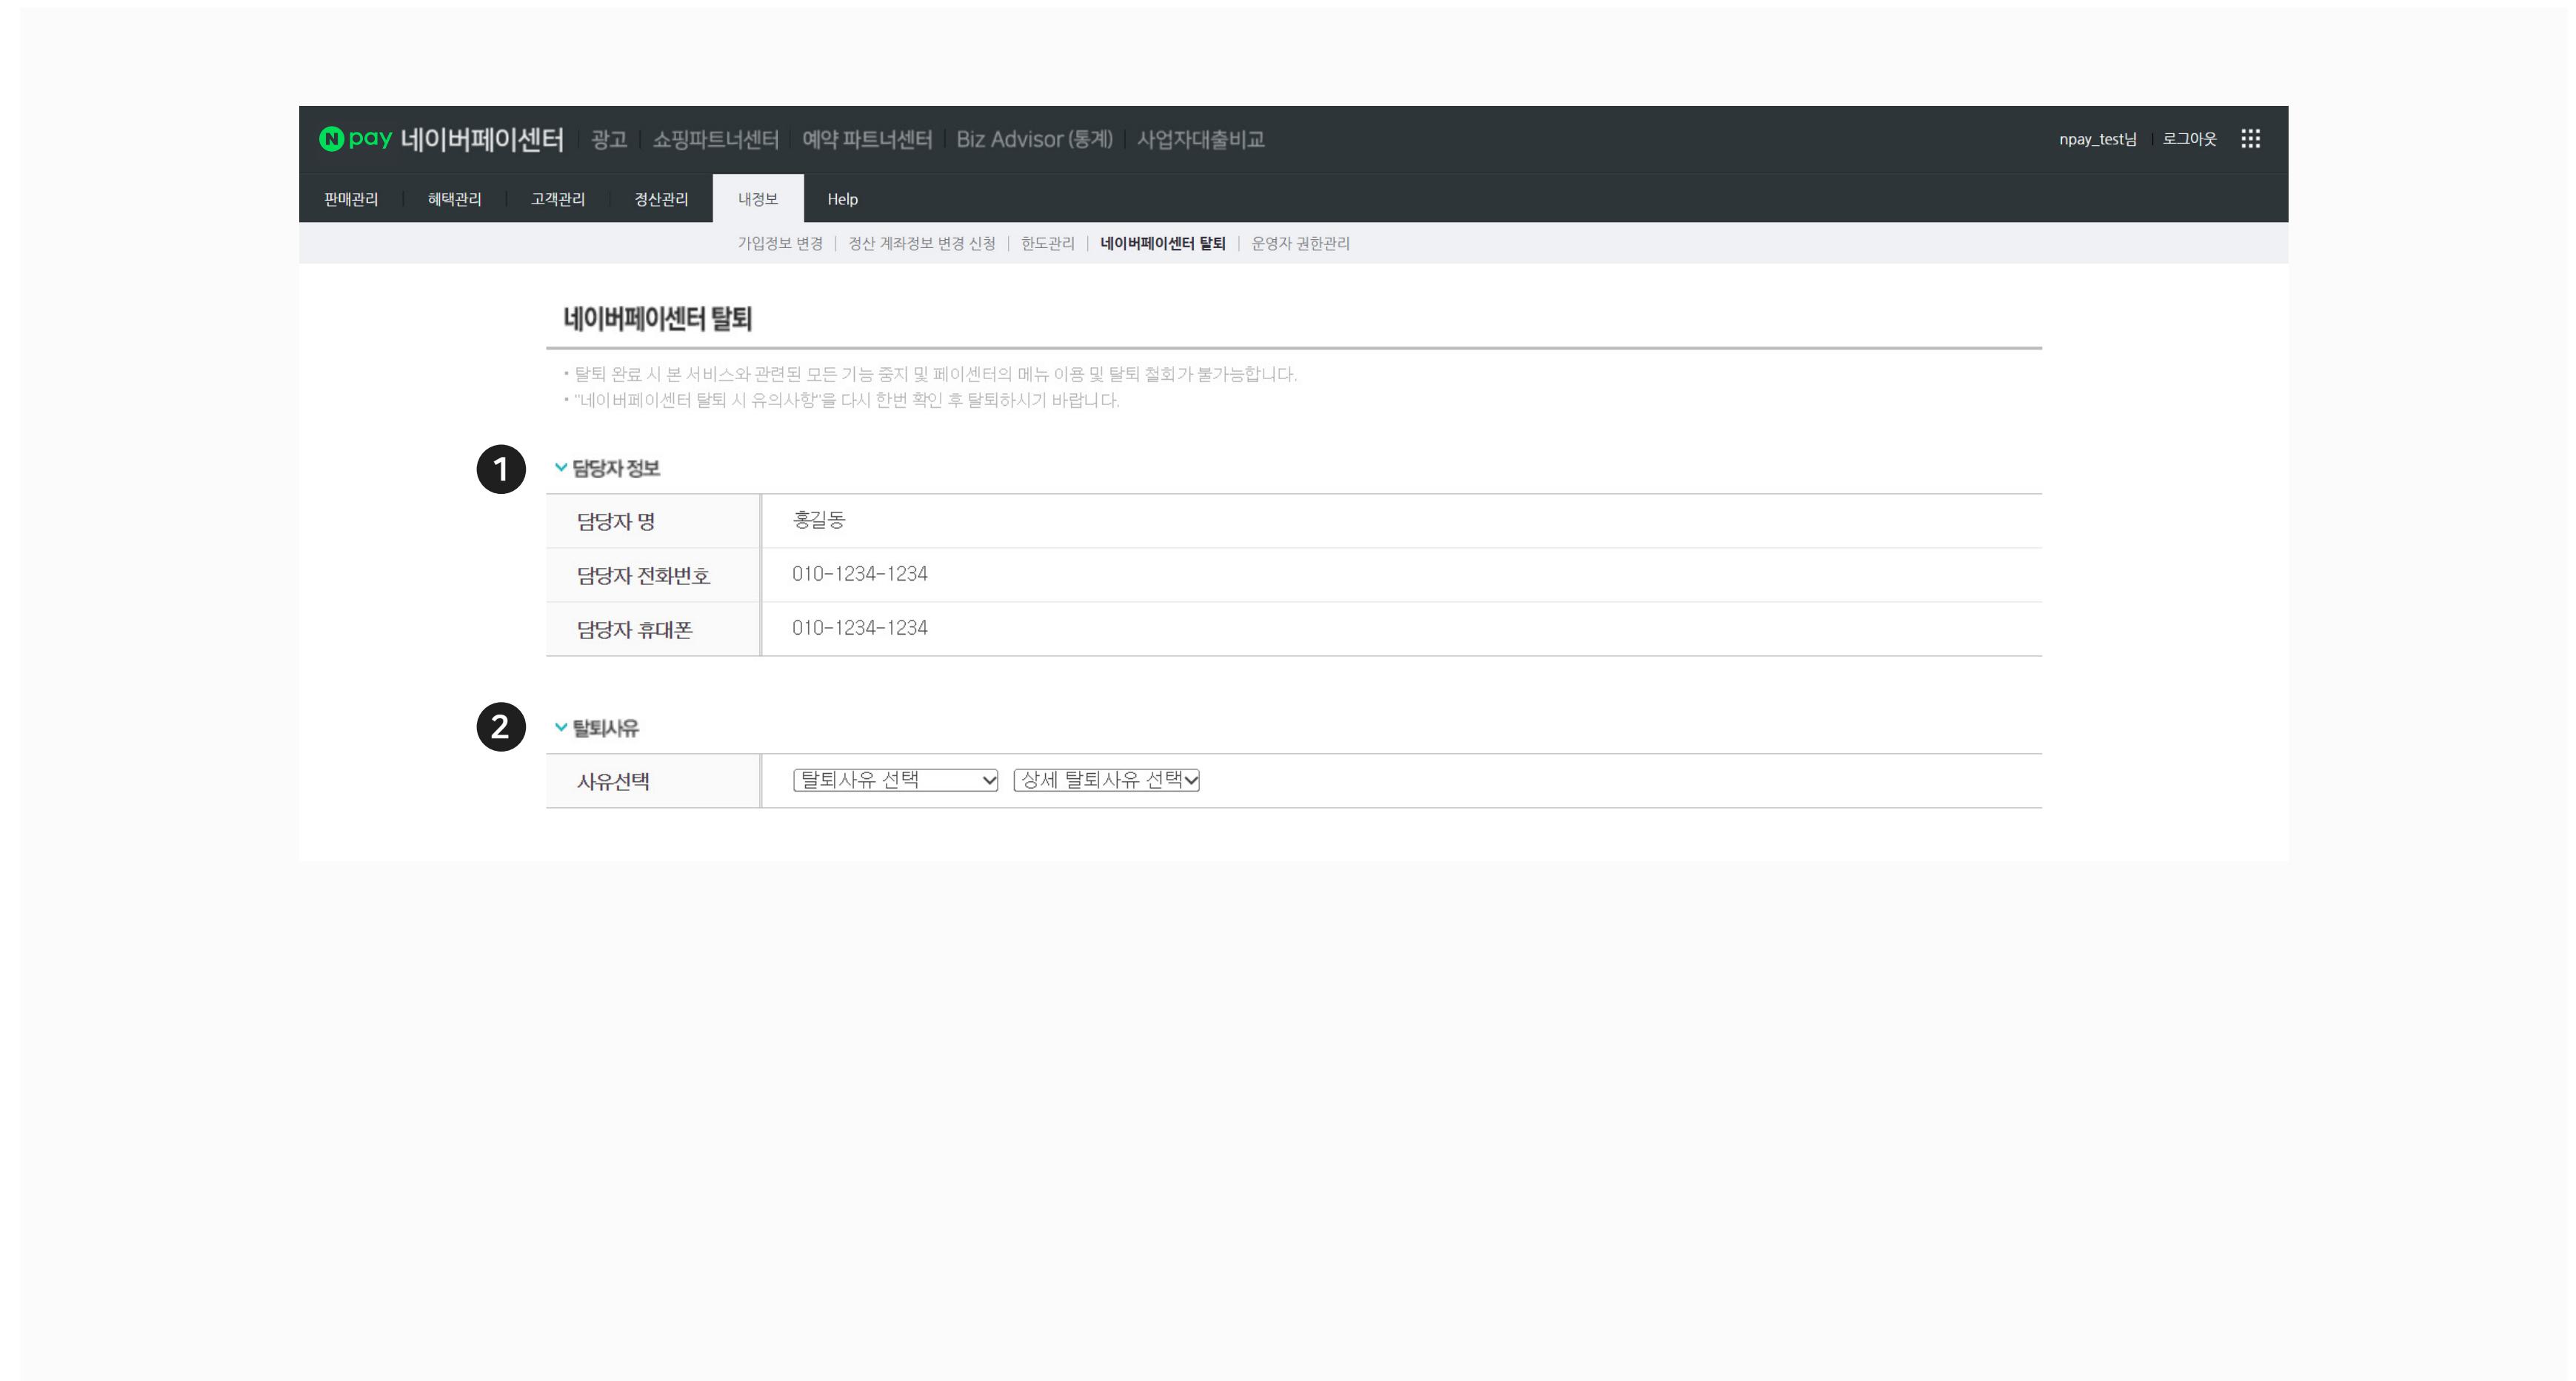 N pay 네이버페이센터 광고 쇼핑파트너센터 예약 파트너센터 Biz Advisor (통계) 사업자대출비교 npay_test님 로그아웃
판매관리 혜택관리 고객관리 정산관리 내정보 Help
가입정보 변경 정산 계좌정보 변경 신청 한도관리 네이버페이센터 탈퇴 운영자 권한관리
네이버페이센터 탈퇴
• 탈퇴 완료 시 본 서비스와 관련된 모든 기능 중지 및 페이센터의 메뉴 이용 및 탈퇴 철회가 불가능합니다.
• "네이버페이센터 탈퇴 시 유의사항"을 다시 한번 확인 후 탈퇴하시기 바랍니다.
1 담당자 정보
담당자 명 홍길동
담당자 전화번호 010-1234-1234
담당자 휴대폰 010-1234-1234
2 탈퇴사유
사유선택 탈퇴사유 선택 상세 탈퇴사유 선택